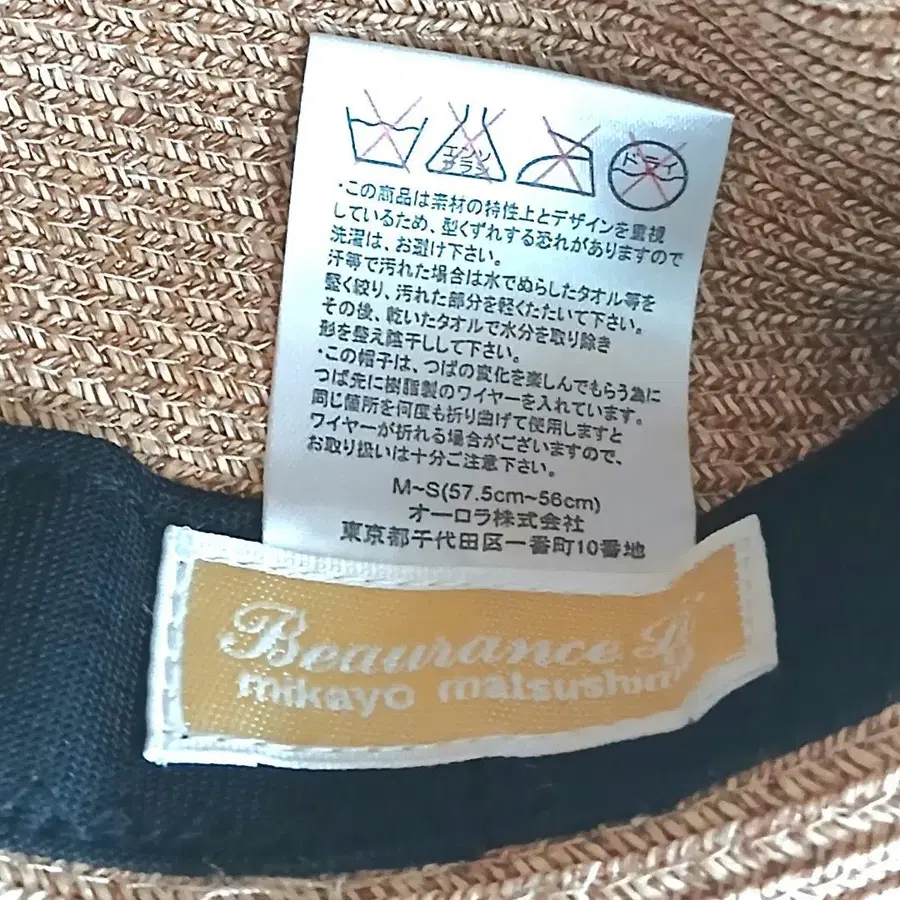 エンソ
サラシ
ドライ
・この商品は素材の特性上とデザインを重視
しているため、型くずれする恐れがありますので
洗濯は、お避け下さい。
汗等で汚れた場合は水でぬらしたタオル等を
堅く絞り、汚れた部分を軽くたたいて下さい。
その後、乾いたタオルで水分を取り除き
形を整え陰干しして下さい。
・この帽子は、つばの変化を楽しんでもらう為に
つば先に樹脂製のワイヤーを入れています。
同じ箇所を何度も折り曲げて使用しますと
ワイヤーが折れる場合がございますので、
お取り扱いは十分ご注意下さい。
M~S(57.5cm~56cm)
オーロラ株式会社
東京都千代田区一番町10番地
Beaurance
mikayo matsushim